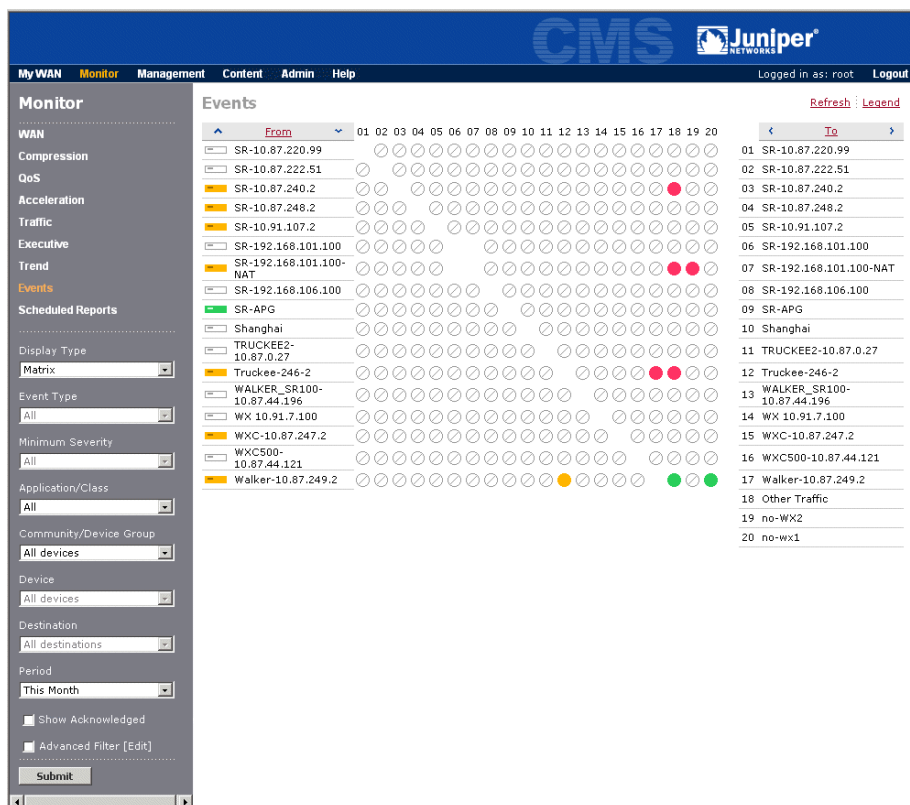 CMS
Juniper®
NETWORKS
My WAN Monitor Management Content Admin Help Logged in as: root Logout
Monitor
WAN
Compression
QoS
Acceleration
Traffic
Executive
Trend
Events
Scheduled Reports
Display Type
Matrix
Event Type
All
Minimum Severity
All
Application/Class
All
Community/Device Group
All devices
Device
All devices
Destination
All destinations
Period
This Month
Show Acknowledged
Advanced Filter [Edit]
Submit
Events
Refresh Legend
From 01 02 03 04 05 06 07 08 09 10 11 12 13 14 15 16 17 18 19 20
SR-10.87.220.99
SR-10.87.222.51
SR-10.87.240.2
SR-10.87.248.2
SR-10.91.107.2
SR-192.168.101.100
SR-192.168.101.100-
NAT
SR-192.168.106.100
SR-APG
Shanghai
TRUCKEE2-
10.87.0.27
Truckee-246-2
WALKER_SR100-
10.87.44.196
WX 10.91.7.100
WXC-10.87.247.2
WXC500-
10.87.44.121
Walker-10.87.249.2
To
01 SR-10.87.220.99
02 SR-10.87.222.51
03 SR-10.87.240.2
04 SR-10.87.248.2
05 SR-10.91.107.2
06 SR-192.168.101.100
07 SR-192.168.101.100-NAT
08 SR-192.168.106.100
09 SR-APG
10 Shanghai
11 TRUCKEE2-10.87.0.27
12 Truckee-246-2
13 WALKER_SR100-
10.87.44.196
14 WX 10.91.7.100
15 WXC-10.87.247.2
16 WXC500-10.87.44.121
17 Walker-10.87.249.2
18 Other Traffic
19 no-WX2
20 no-wx1